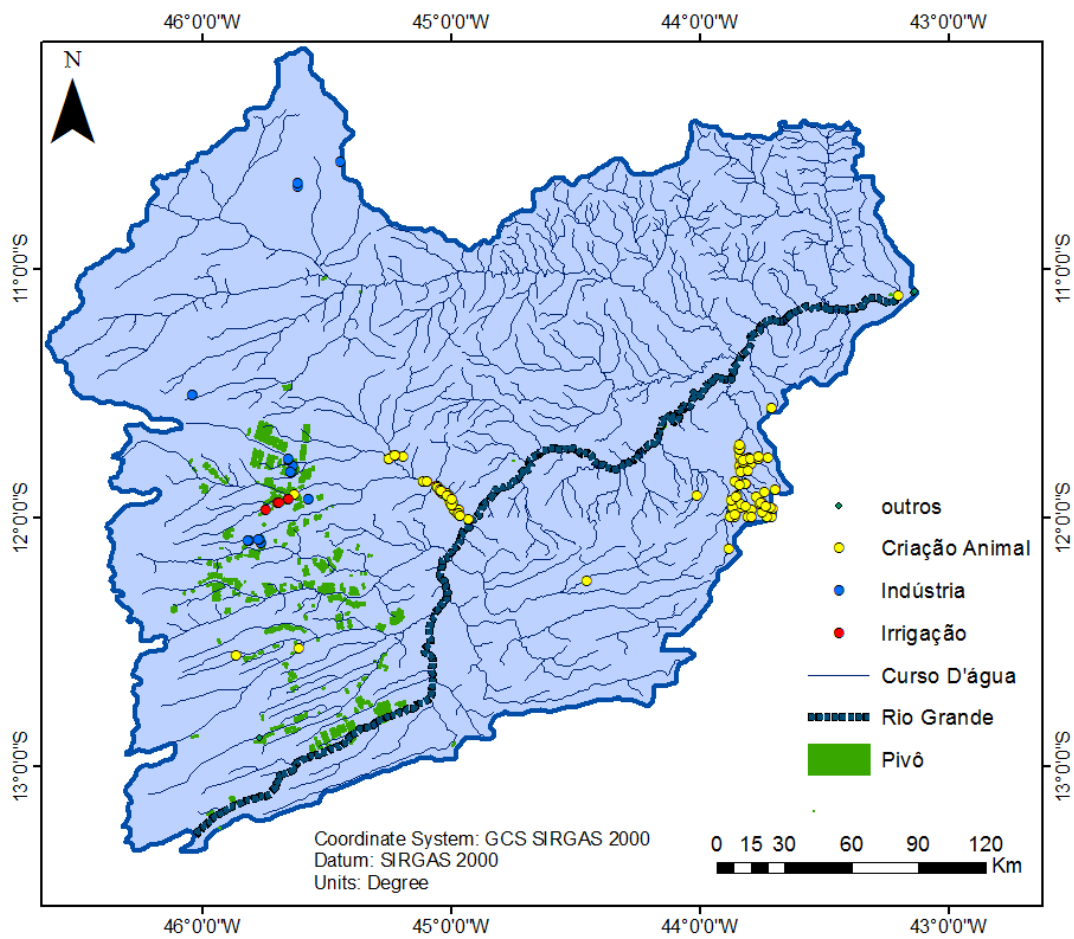 46°0'0"W 45°0'0"W 44°0'0"W 43°0'0"W
N
11°0'0"S 11°0'0"S
12°0'0"S 12°0'0"S
13°0'0"S 13°0'0"S
outros
Criação Animal
Indústria
Irrigação
Curso D'água
Rio Grande
Pivô
Coordinate System: GCS SIRGAS 2000
Datum: SIRGAS 2000
Units: Degree
0 15 30 60 90 120
Km
46°0'0"W 45°0'0"W 44°0'0"W 43°0'0"W